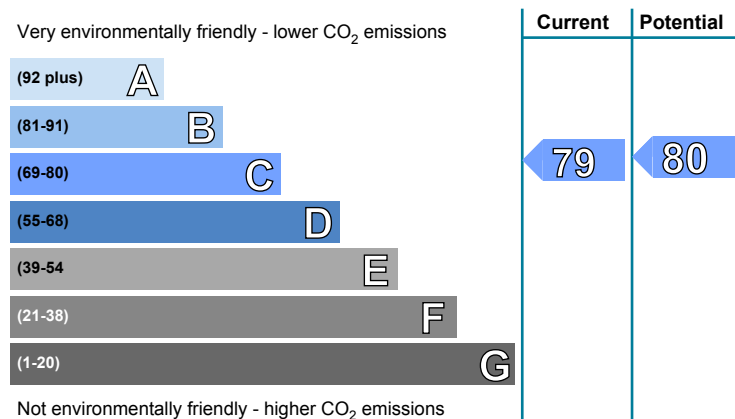 Very environmentally friendly - lower CO₂ emissions
Current
Potential
(92 plus) A
(81-91) B
(69-80) C
(55-68) D
(39-54 E
(21-38) F
(1-20) G
79
80
Not environmentally friendly - higher CO₂ emissions